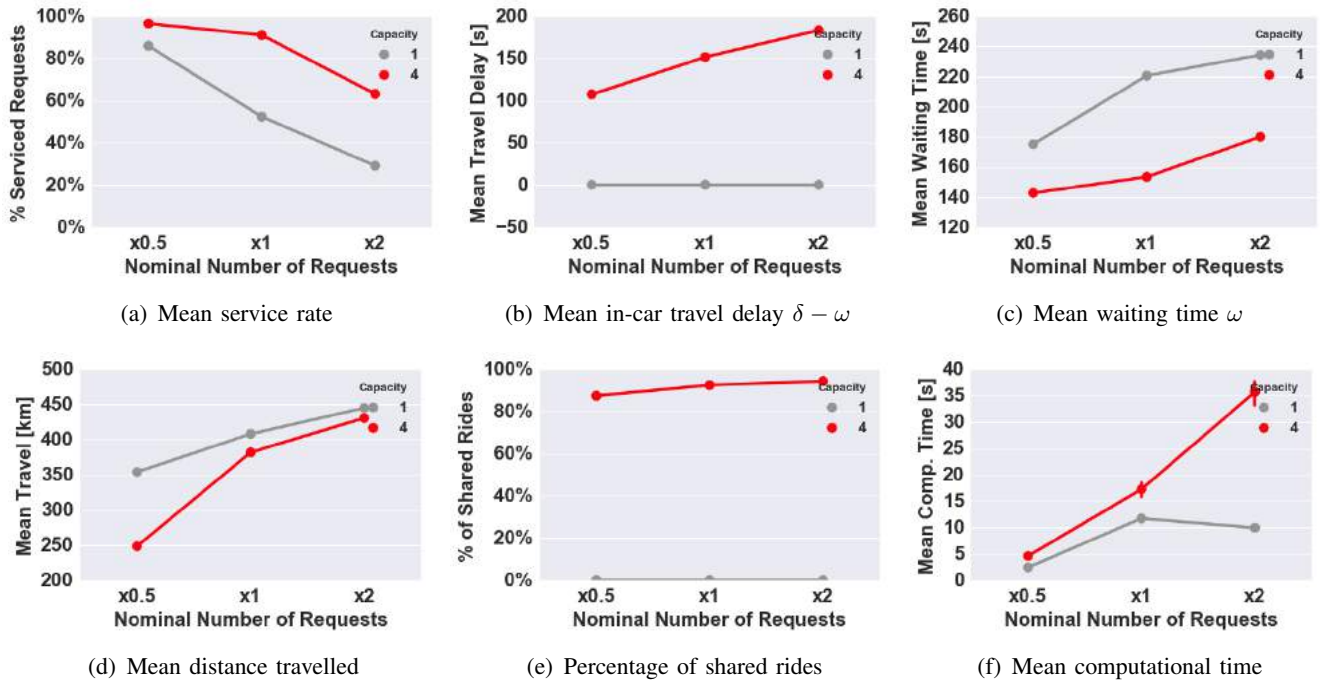 100%
80%
60%
40%
20%
0%
% Serviced Requests
Capacity
1
4
x0.5 x1 x2
Nominal Number of Requests
(a) Mean service rate
200
150
100
50
0
−50
Mean Travel Delay [s]
Capacity
1
4
x0.5 x1 x2
Nominal Number of Requests
(b) Mean in-car travel delay δ − ω
260
240
220
200
180
160
140
120
Mean Waiting Time [s]
Capacity
1
4
x0.5 x1 x2
Nominal Number of Requests
(c) Mean waiting time ω
500
450
400
350
300
250
200
Mean Travel [km]
Capacity
1
4
x0.5 x1 x2
Nominal Number of Requests
(d) Mean distance travelled
100%
80%
60%
40%
20%
0%
% of Shared Rides
Capacity
1
4
x0.5 x1 x2
Nominal Number of Requests
(e) Percentage of shared rides
40
35
30
25
20
15
10
5
0
Mean Comp. Time [s]
Capacity
1
4
x0.5 x1 x2
Nominal Number of Requests
(f) Mean computational time